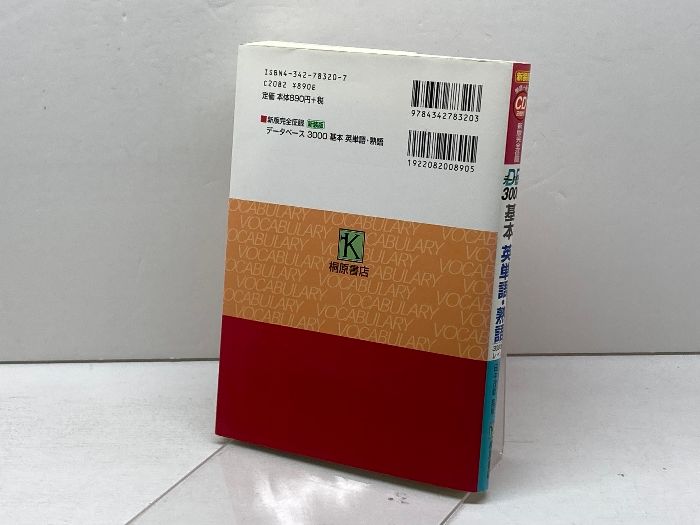 ISBN4-342-78320-7
C2082 ¥890E
定価 本体890円+税
新版完全征録 新装版
データベース 3000 基本 英単語・熟語
9784342783203
1922082008905
VOCABULARY VOCABULARY
K
桐原書店
新装版
CD
3000 基本 英単語・熟語